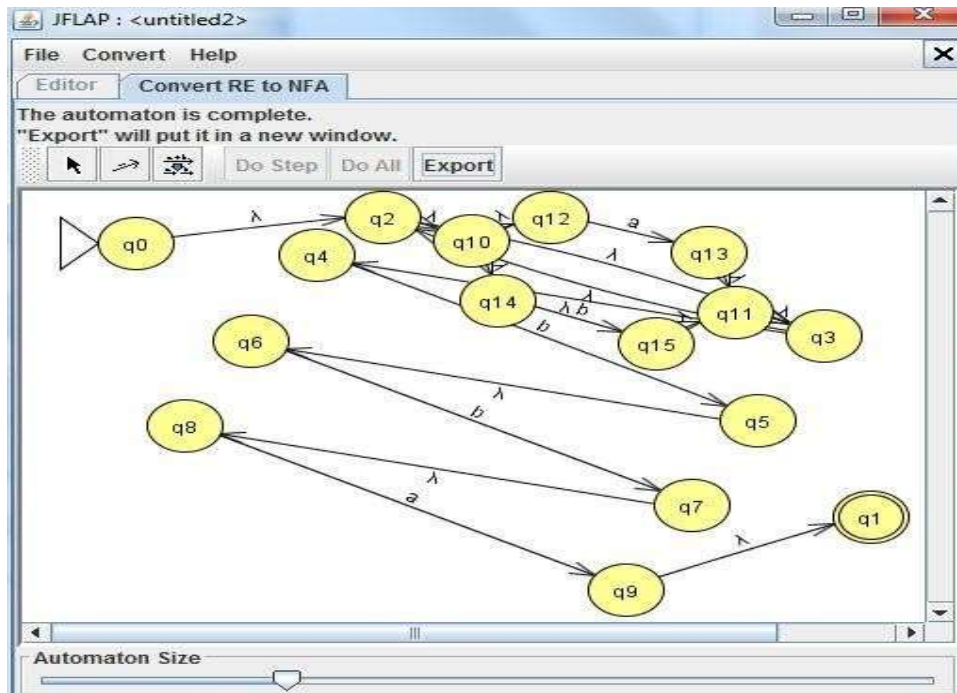 JFLAP : <untitled2>
File Convert Help
Editor Convert RE to NFA
The automaton is complete.
"Export" will put it in a new window.
Do Step Do All Export
q0 λ q2 λ q10 λ q12 a q13
q4 λ
q14 λ b λ q15 λ q11 λ q3
b
q6 λ q5
b
q8 λ q7
a λ q1
q9
Automaton Size